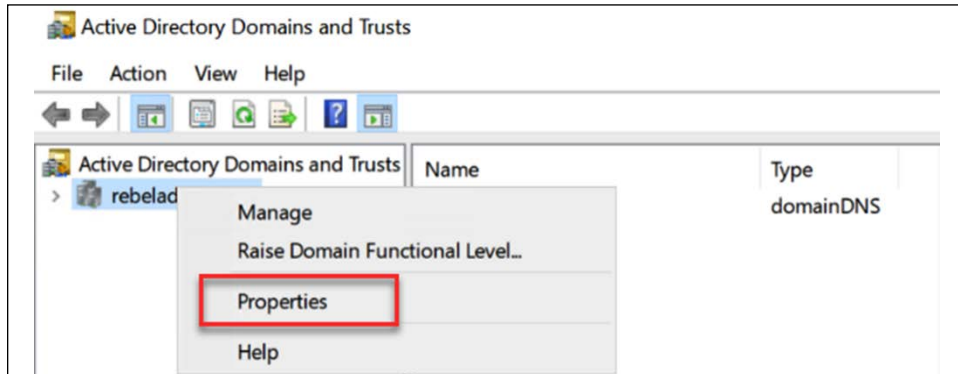 Active Directory Domains and Trusts
File Action View Help
Active Directory Domains and Trusts Name Type
rebelad domainDNS
Manage
Raise Domain Functional Level...
Properties
Help